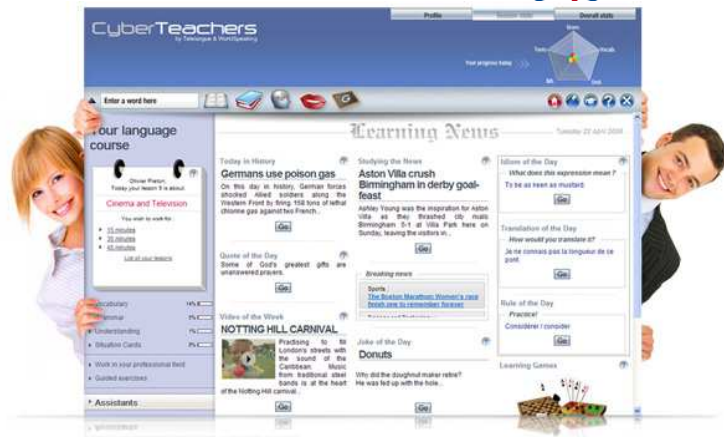 Profile
Session stats
Overall stats
CyberTeachers
by Telelangue & WorldSpeaking
Your progress today
Enter a word here
Your language
course
Olivier Pieton,
Today your lesson 5 is about:
Cinema and Television
You wish to work for:
15 minutes
30 minutes
45 minutes
List of your lessons
Vocabulary
Grammar
Understanding
Situation Cards
Work in your professional field
Guided exercises
Assistants
Learning News
Tuesday 22 April 2008
Today in History
Germans use poison gas
On this day in history, German forces
shocked Allied soldiers along the
Western Front by firing 158 tons of lethal
chlorine gas against two French...
Go
Quote of the Day
Some of God's greatest gifts are
unanswered prayers.
Go
Video of the Week
NOTTING HILL CARNIVAL
Practising to fill
London's streets with
the sound of the
Caribbean. Music
from traditional steel
bands is at the heart
of the Notting Hill carnival...
Go
Studying the News
Aston Villa crush
Birmingham in derby goal-
feast
Ashley Young was the inspiration for Aston
Villa as they thrashed city rivals
Birmingham 5-1 at Villa Park here on
Sunday, leaving the visitors in...
Go
Breaking news
Sports
The Boston Marathon: Women's race
finish one to remember forever
Joke of the Day
Donuts
Why did the doughnut maker retire?
He was fed up with the hole...
Go
Idiom of the Day
What does this expression mean ?
To be as keen as mustard.
Go
Translation of the Day
How would you translate it?
Je ne connais pas la longueur de ce
pont.
Go
Rule of the Day
Practice!
Considérer / consider
Go
Learning Games